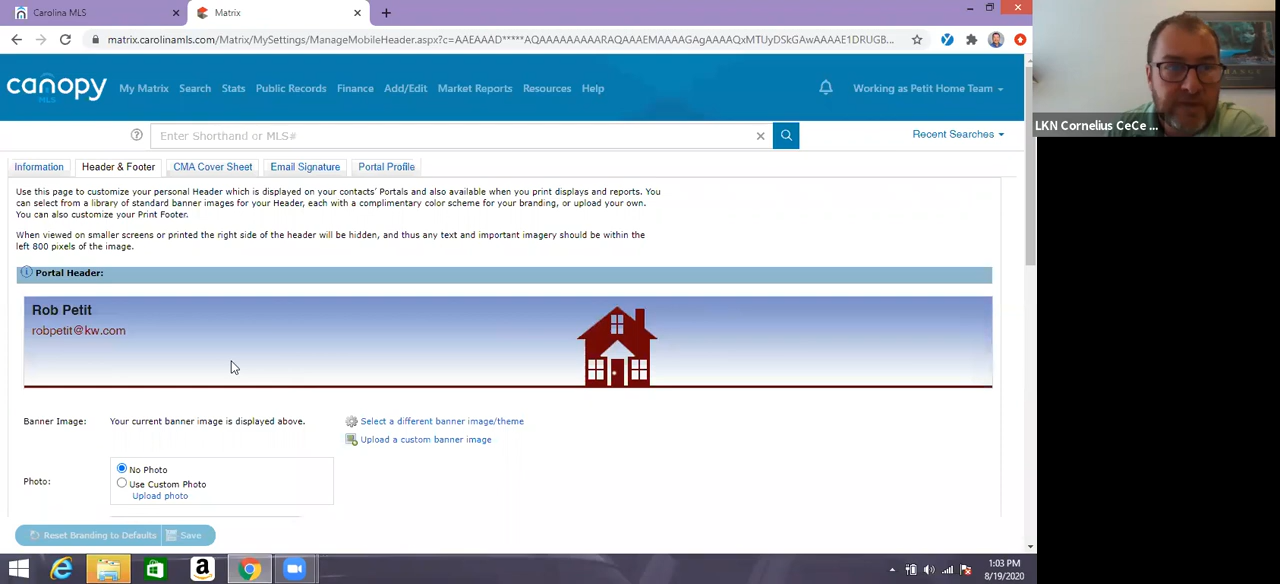 Carolina MLS
Matrix
matrix.carolinamls.com/Matrix/MySettings/ManageMobileHeader.aspx?c=AAEAAAD*****AQAAAAAAAAARAQAAAEMAAAAGAgAAAAQxMTUyDSkGAwAAAAE1DRUGB...
canopy
MLS
My Matrix Search Stats Public Records Finance Add/Edit Market Reports Resources Help
Working as Petit Home Team
LKN Cornelius CeCe ...
Enter Shorthand or MLS#
Recent Searches
Information Header & Footer CMA Cover Sheet Email Signature Portal Profile
Use this page to customize your personal Header which is displayed on your contacts' Portals and also available when you print displays and reports. You
can select from a library of standard banner images for your Header, each with a complimentary color scheme for your branding, or upload your own.
You can also customize your Print Footer.
When viewed on smaller screens or printed the right side of the header will be hidden, and thus any text and important imagery should be within the
left 800 pixels of the image.
Portal Header:
Rob Petit
robpetit@kw.com
Banner Image: Your current banner image is displayed above. Select a different banner image/theme
Upload a custom banner image
No Photo
Photo: Use Custom Photo
Upload photo
Reset Branding to Defaults Save
1:03 PM
8/19/2020